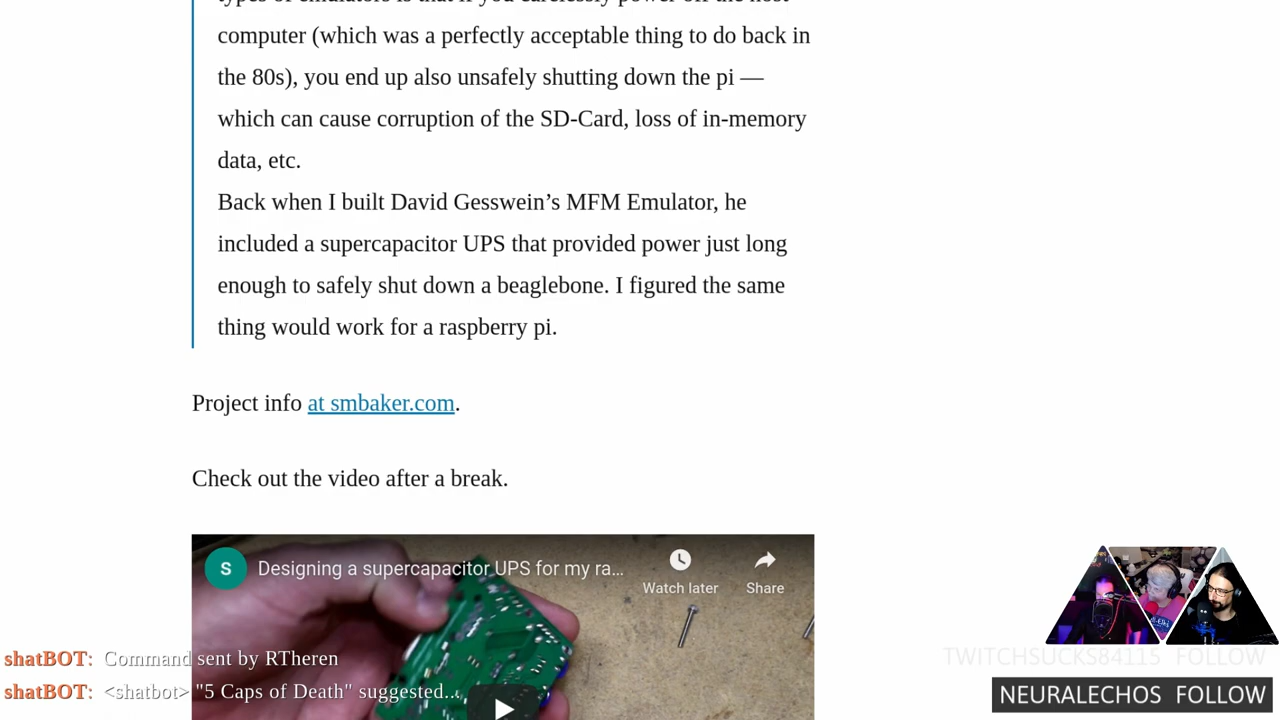 computer (which was a perfectly acceptable thing to do back in
the 80s), you end up also unsafely shutting down the pi —
which can cause corruption of the SD-Card, loss of in-memory
data, etc.
Back when I built David Gesswein’s MFM Emulator, he
included a supercapacitor UPS that provided power just long
enough to safely shut down a beaglebone. I figured the same
thing would work for a raspberry pi.
Project info at smbaker.com.
Check out the video after a break.
S
Designing a supercapacitor UPS for my ra...
Watch later
Share
shatBOT: Command sent by RTheren
shatBOT: <shatbot> "5 Caps of Death" suggested...
TWITCHSUCKS84115 FOLLOW
NEURALECHOS FOLLOW